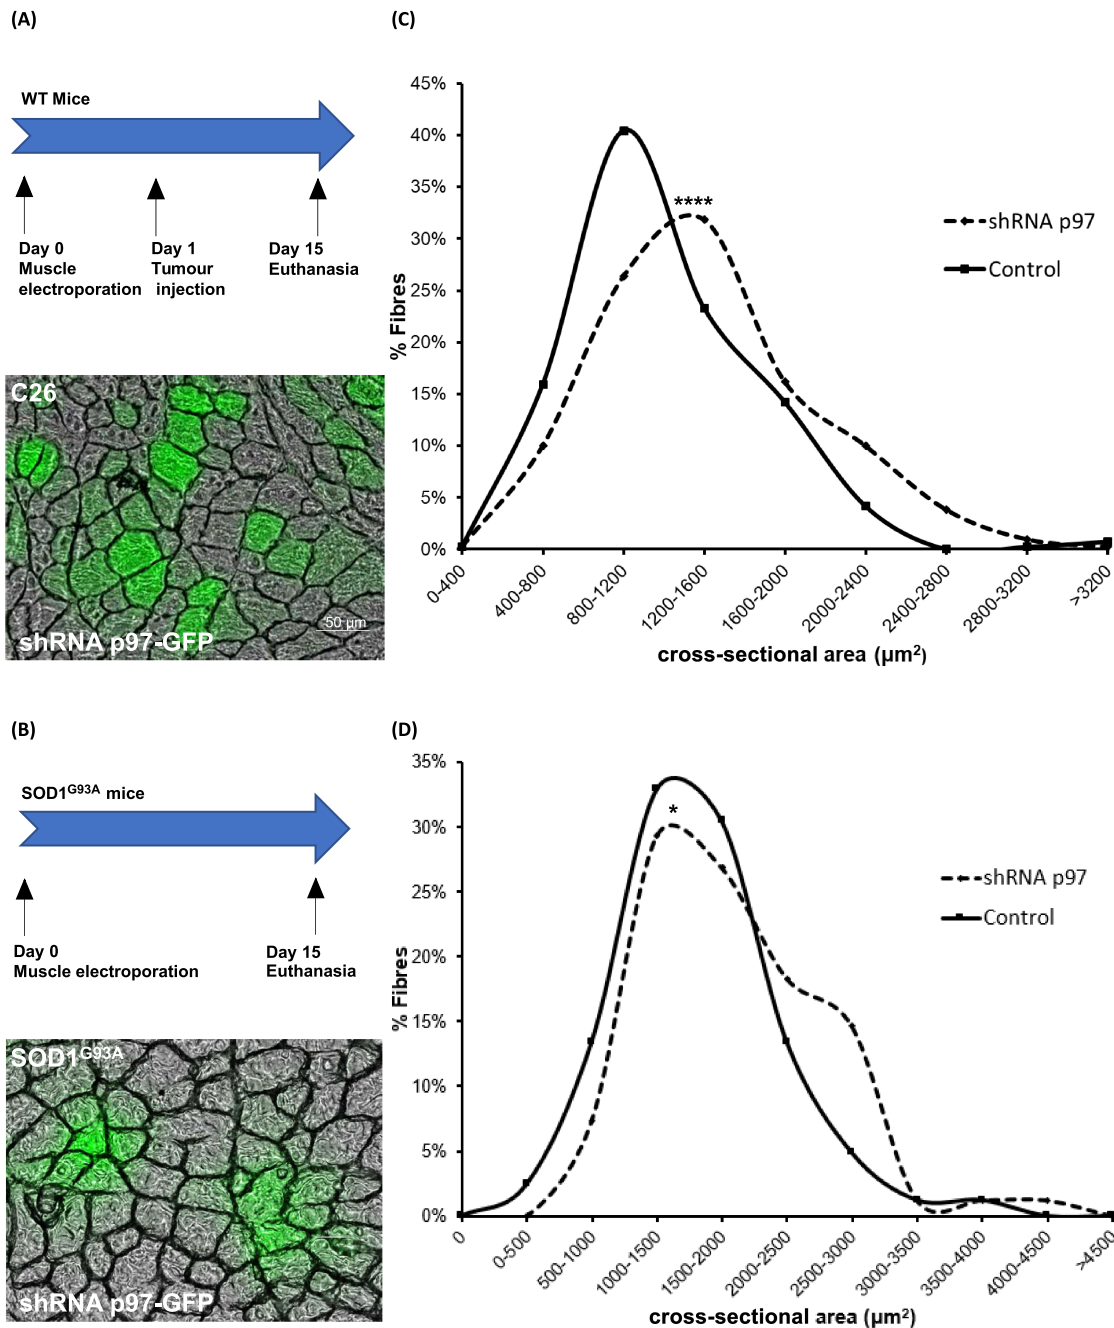 (A)
WT Mice
Day 0
Muscle
electroporation
Day 1
Tumour
injection
Day 15
Euthanasia
C26
50 µm
shRNA p97-GFP
(C)
45%
40%
35%
30%
25%
20%
15%
10%
5%
0%
% Fibres
****
shRNA p97
Control
0-400
400-800
800-1200
1200-1600
1600-2000
2000-2400
2400-2800
2800-3200
>3200
cross-sectional area (µm²)
(B)
SOD1ᴳ⁹³ᴬ mice
Day 0
Muscle electroporation
Day 15
Euthanasia
SOD1ᴳ⁹³ᴬ
shRNA p97-GFP
(D)
35%
30%
25%
20%
15%
10%
5%
0%
% Fibres
*
shRNA p97
Control
0
0-500
500-1000
1000-1500
1500-2000
2000-2500
2500-3000
3000-3500
3500-4000
4000-4500
>4500
cross-sectional area (µm²)